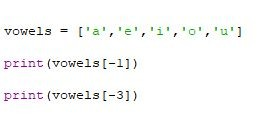 vowels = ['a','e','i','o','u']
print(vowels[-1])
print(vowels[-3])